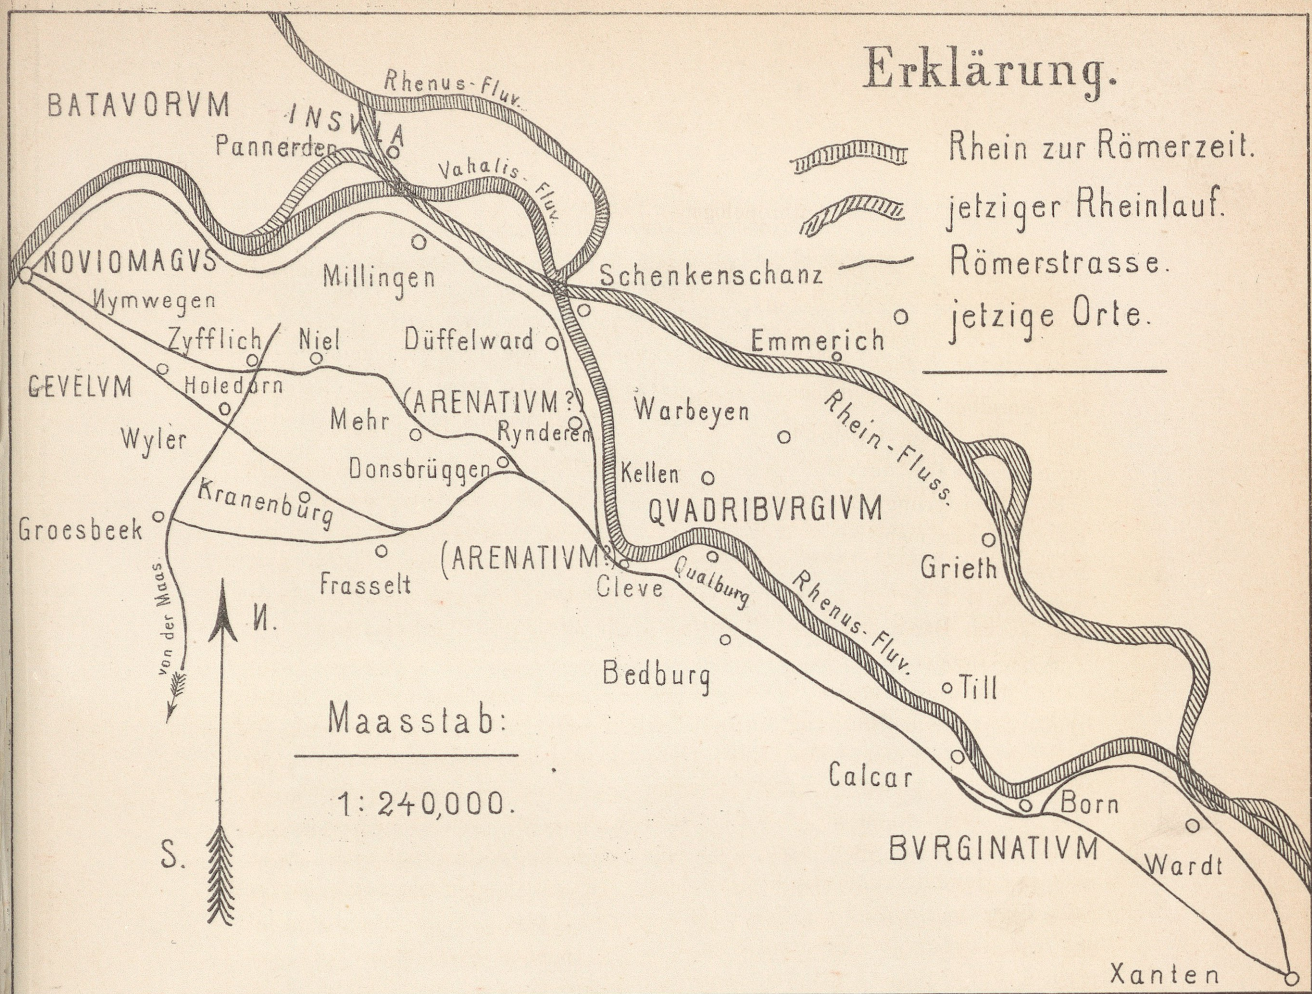 Erklärung.
Rhein zur Römerzeit.
jetziger Rheinlauf.
Römerstrasse.
jetzige Orte.
Rhenus-Fluv.
BATAVORVM
INSVLA
Pannerden
Vahalis-Fluv.
NOVIOMAGVS
Nymwegen
Millingen
Schenkenschanz
Zyfflich
Niel
Düffelward
Emmerich
GEVELVM
Holedorn
(ARENATIVM?)
Mehr
Rynderen
Warbeyen
Rhein-Fluss.
Wyler
Donsbrüggen
Kellen
Kranenburg
QVADRIBVRGIVM
Groesbeek
(ARENATIVM?)
Cleve
Qualburg
Grieth
Frasselt
von der Maas.
N.
Rhenus-Fluv.
Bedburg
Till
Maasstab:
1:240,000.
Calcar
Born
S.
BVRGINATIVM
Wardt
Xanten